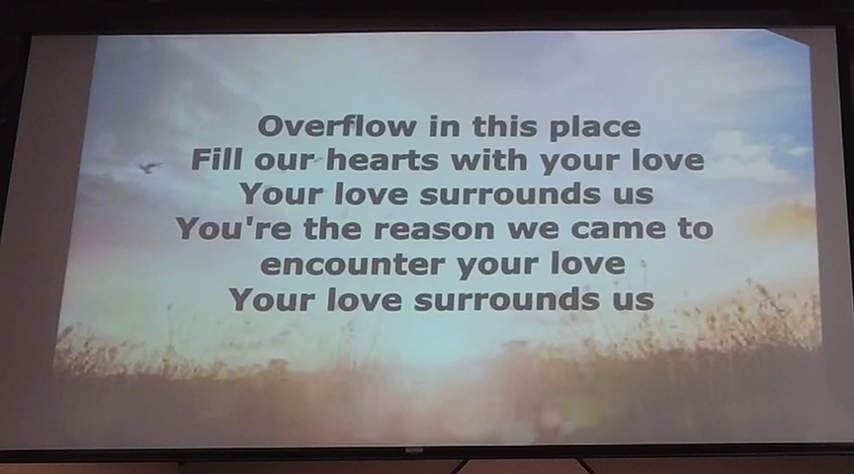 Overflow in this place
Fill our hearts with your love
Your love surrounds us
You're the reason we came to
encounter your love
Your love surrounds us